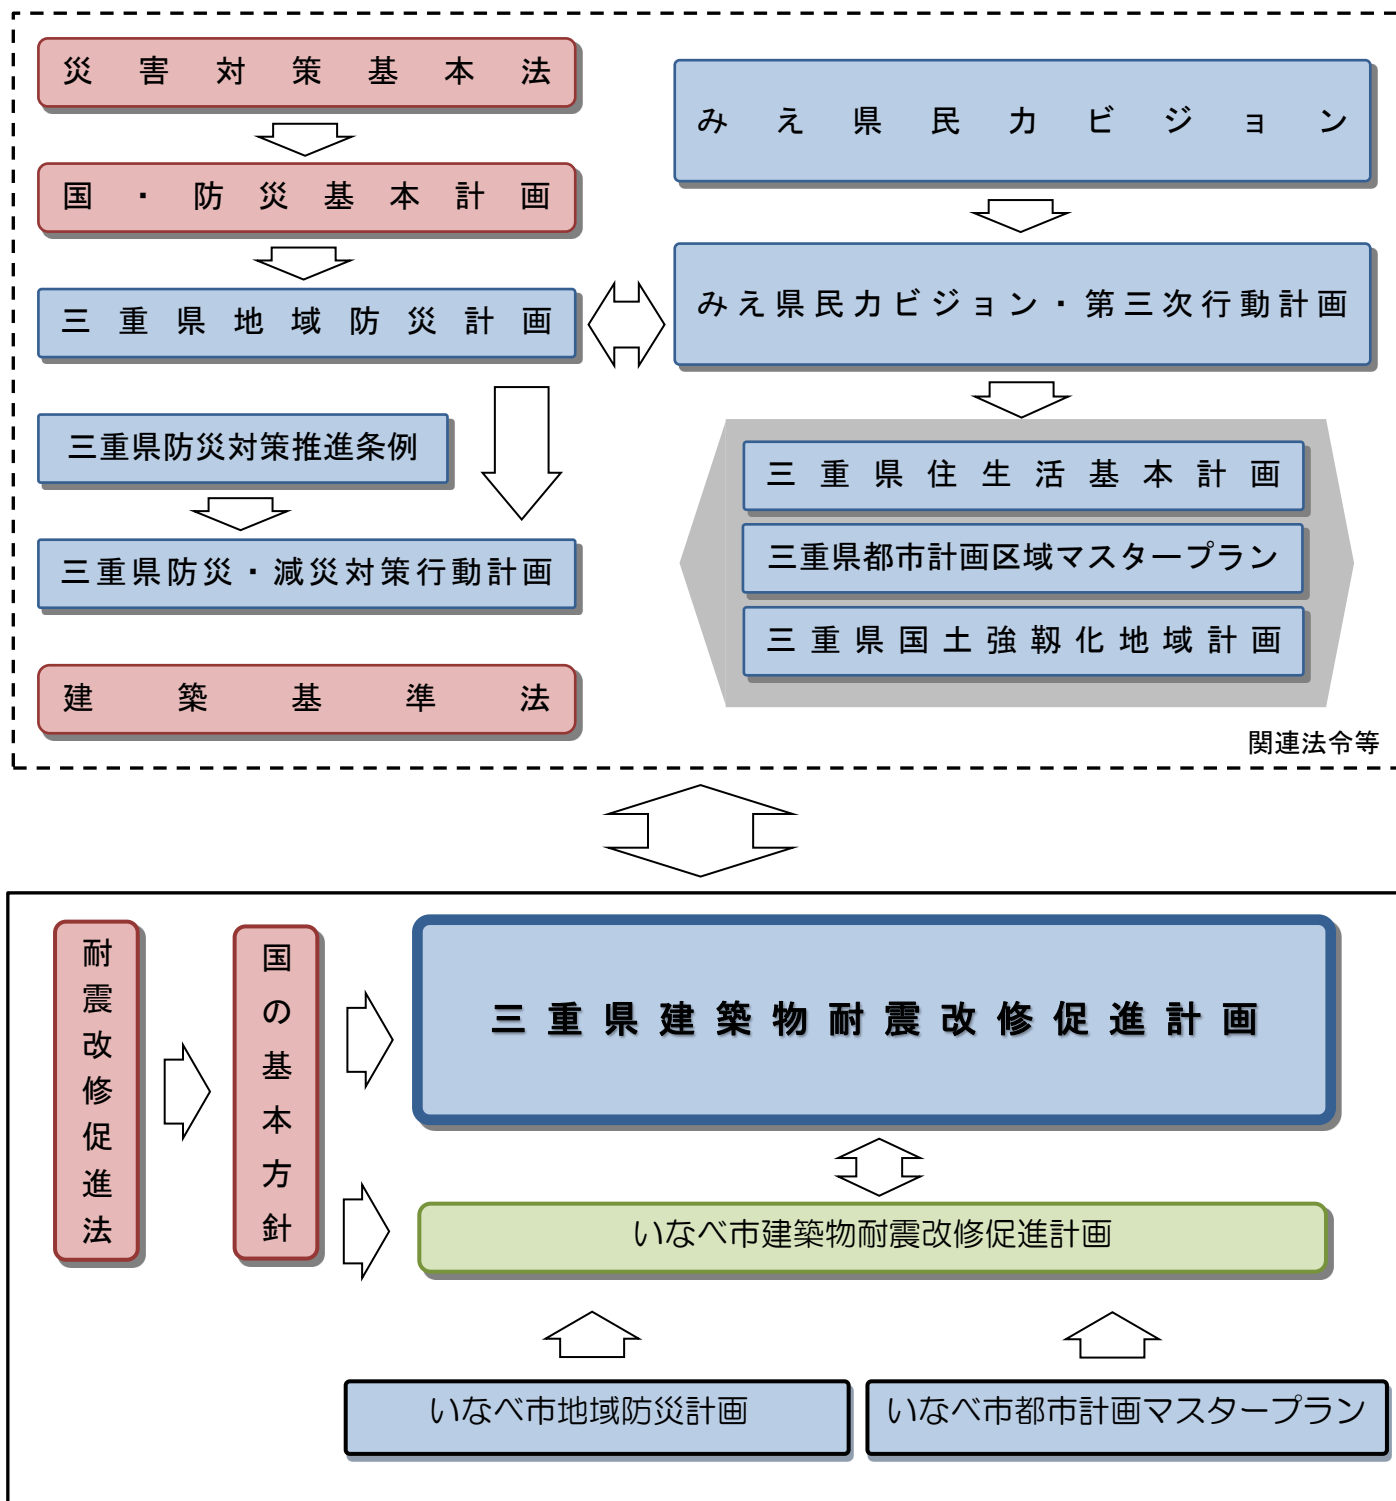 災害対策基本法
国・防災基本計画
三重県地域防災計画
三重県防災対策推進条例
三重県防災・減災対策行動計画
建築基準法
みえ県民力ビジョン
みえ県民力ビジョン・第三次行動計画
三重県住生活基本計画
三重県都市計画区域マスタープラン
三重県国土強靱化地域計画
関連法令等
耐震改修促進法
国の基本方針
三重県建築物耐震改修促進計画
いなべ市建築物耐震改修促進計画
いなべ市地域防災計画
いなべ市都市計画マスタープラン